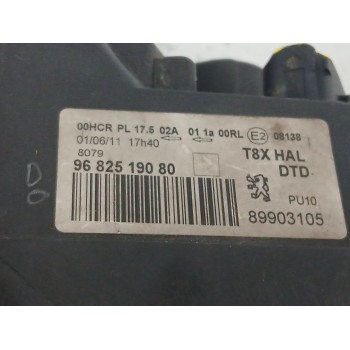 00HCR PL 17.5 02A 01 1a 00RL E2 08138
01/06/11 17h40
8079
T8X HAL
96 825 190 80
DTD
PU10
89903105